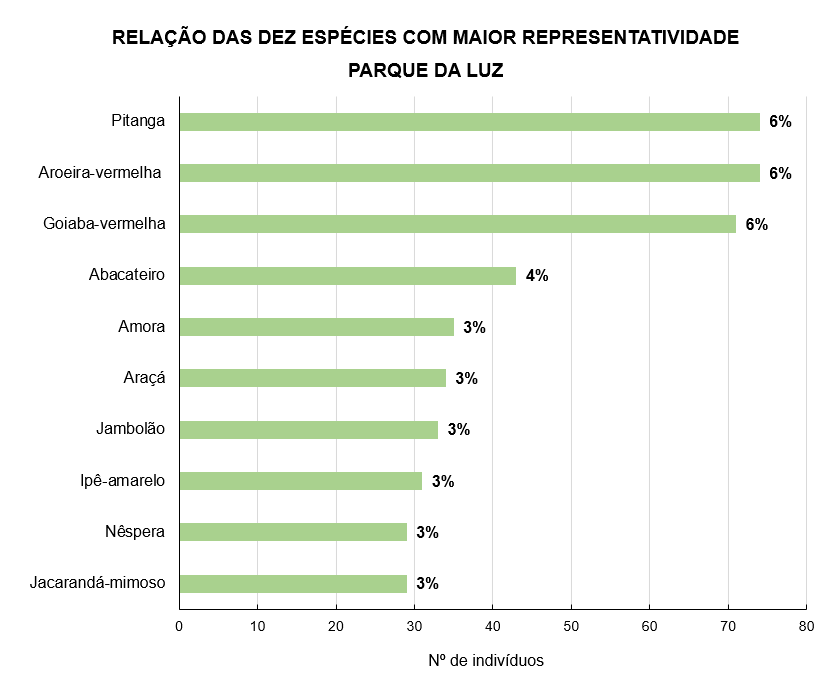 RELAÇÃO DAS DEZ ESPÉCIES COM MAIOR REPRESENTATIVIDADE
PARQUE DA LUZ
Pitanga 6%
Aroeira-vermelha 6%
Goiaba-vermelha 6%
Abacateiro 4%
Amora 3%
Araçá 3%
Jambolão 3%
Ipê-amarelo 3%
Nêspera 3%
Jacarandá-mimoso 3%
0 10 20 30 40 50 60 70 80
Nº de indivíduos